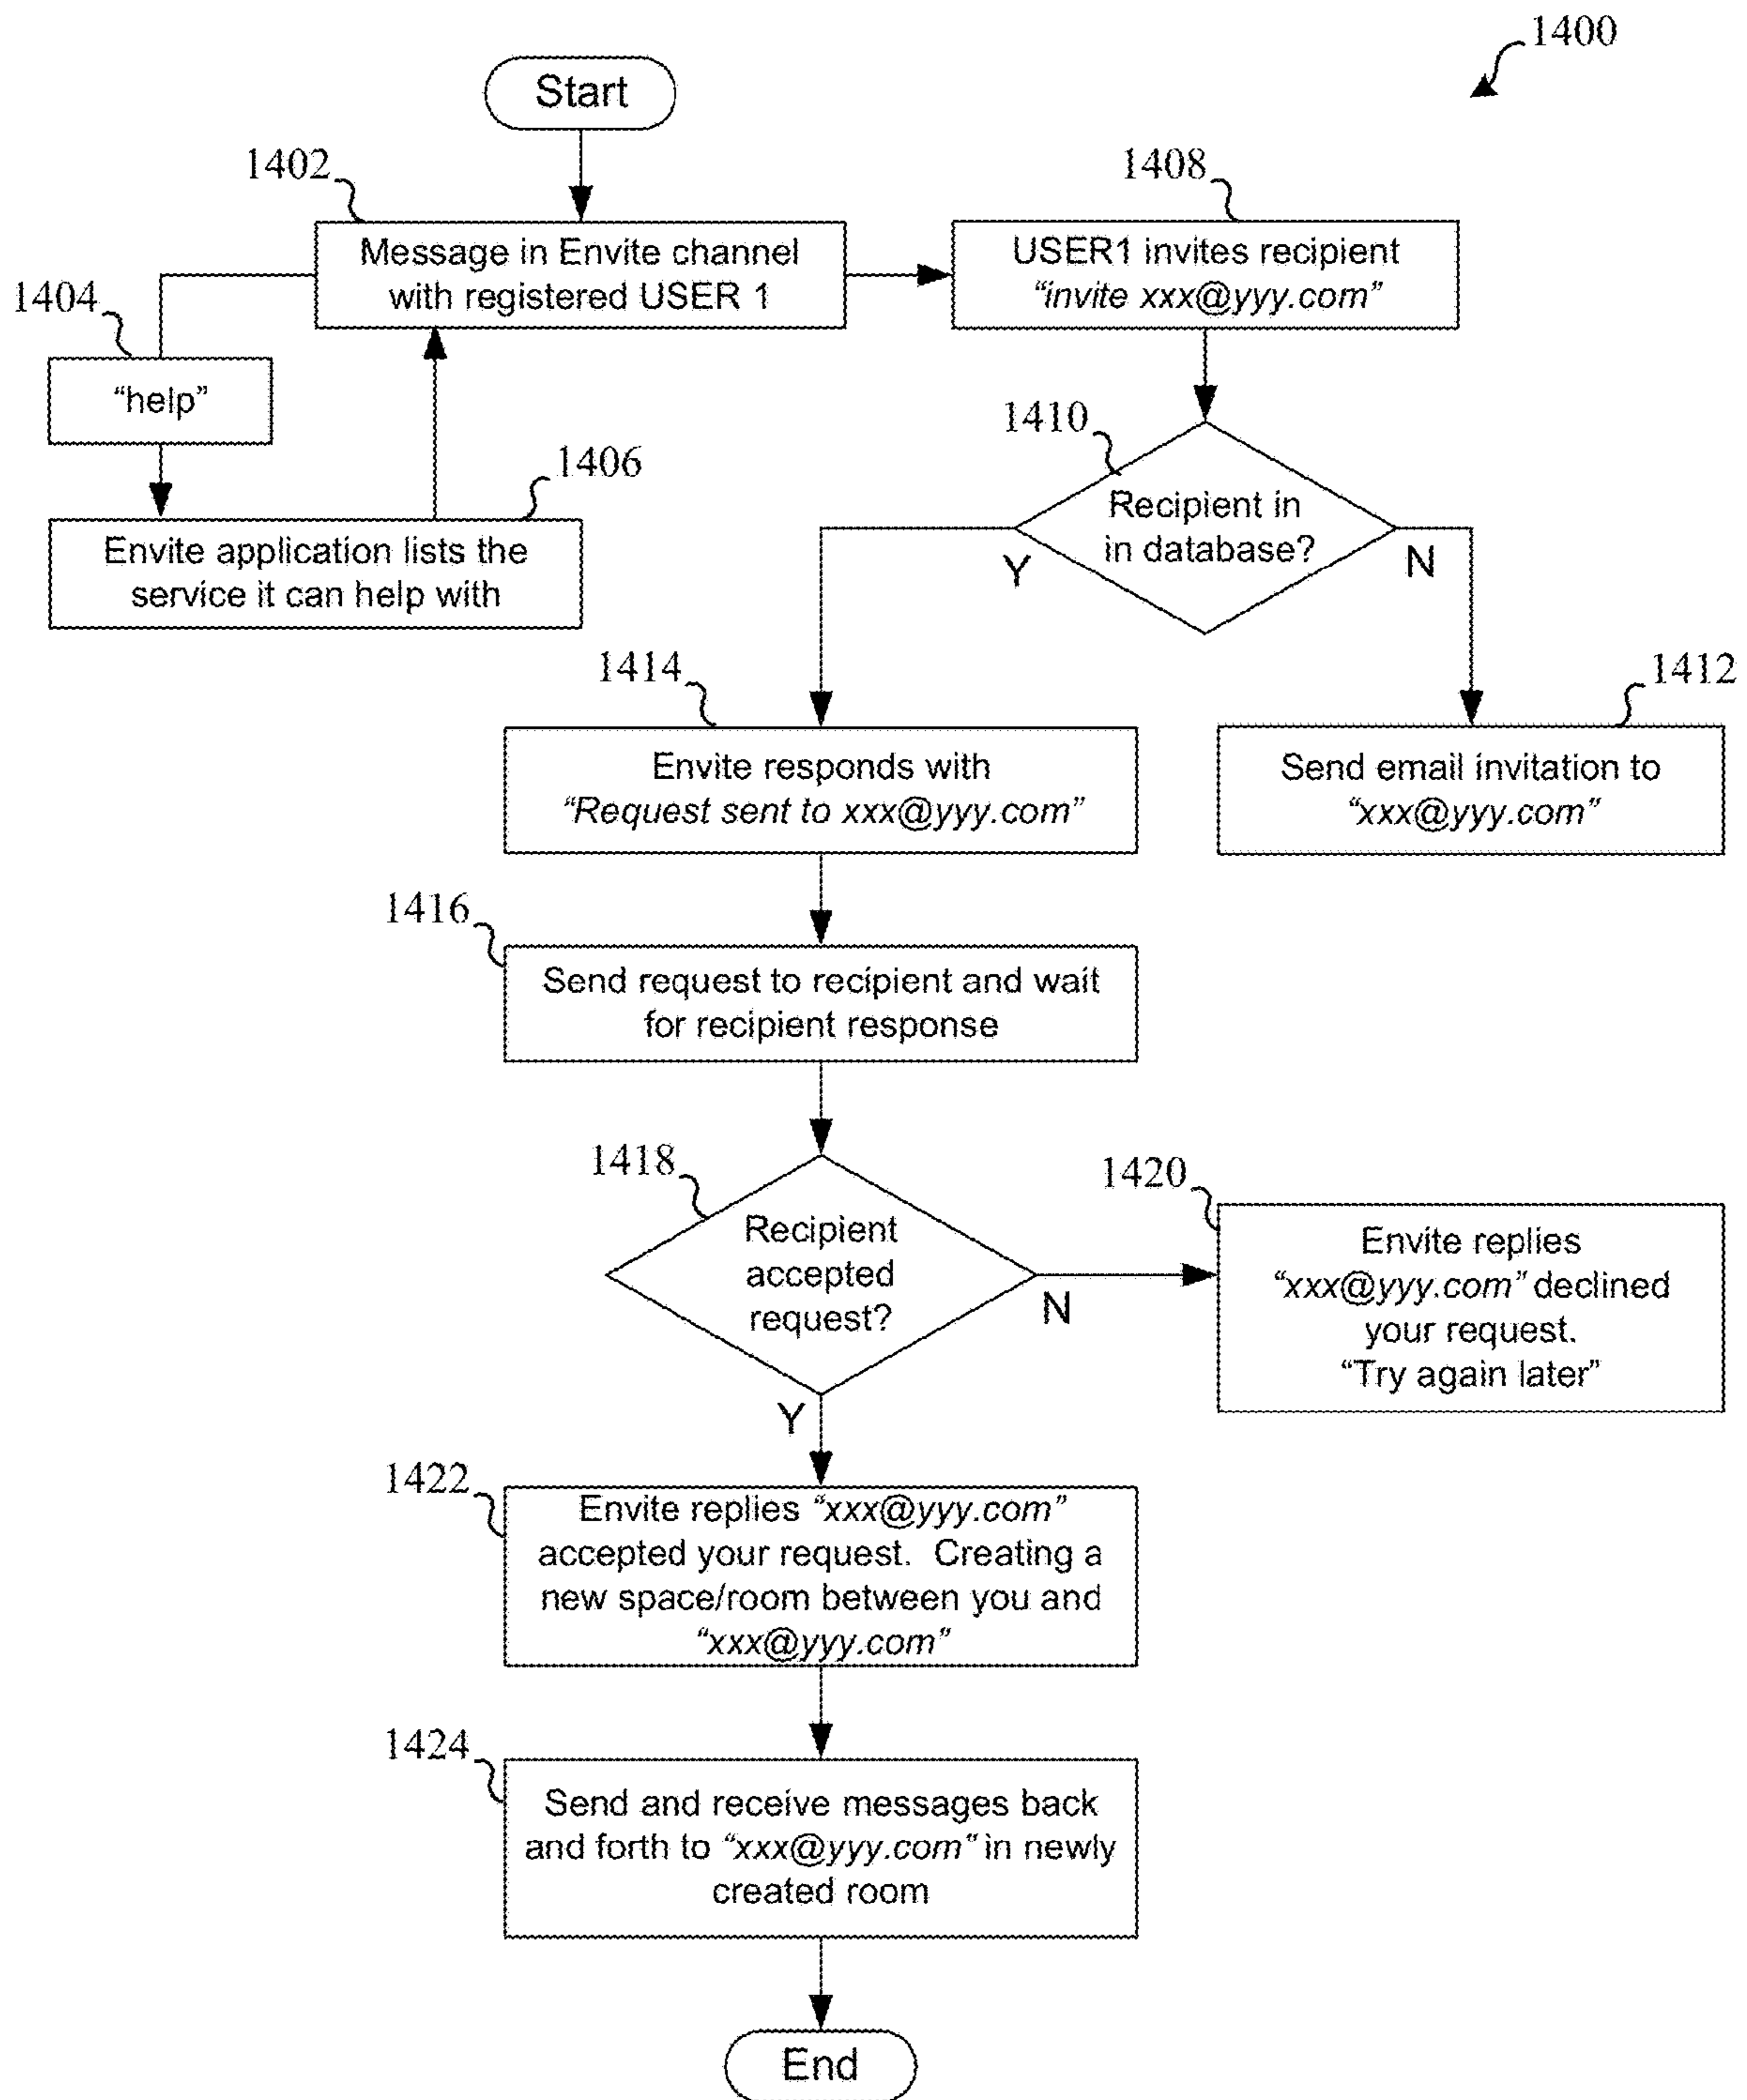 1400
Start
1402
Message in Envite channel
with registered USER 1
1404
“help”
1406
Envite application lists the
service it can help with
1408
USER1 invites recipient
“invite xxx@yyy.com”
1410
Recipient in
in database?
Y
N
1414
Envite responds with
“Request sent to xxx@yyy.com”
1412
Send email invitation to
“xxx@yyy.com”
1416
Send request to recipient and wait
for recipient response
1418
Recipient
accepted
request?
N
Y
1420
Envite replies
“xxx@yyy.com” declined
your request.
“Try again later”
1422
Envite replies “xxx@yyy.com”
accepted your request. Creating a
new space/room between you and
“xxx@yyy.com”
1424
Send and receive messages back
and forth to “xxx@yyy.com” in newly
created room
End